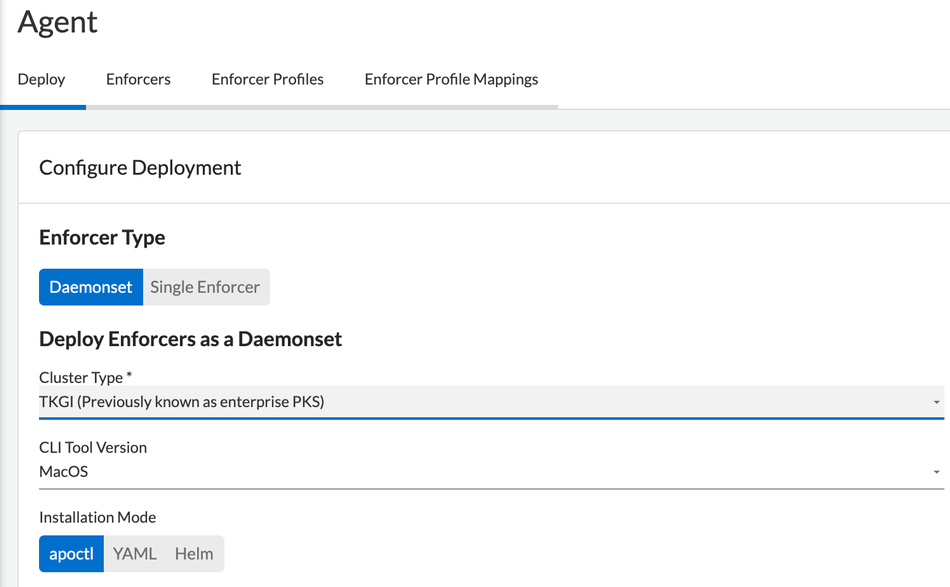 Agent
Deploy Enforcers Enforcer Profiles Enforcer Profile Mappings
Configure Deployment
Enforcer Type
Daemonset Single Enforcer
Deploy Enforcers as a Daemonset
Cluster Type *
TKGI (Previously known as enterprise PKS)
CLI Tool Version
MacOS
Installation Mode
apoctl YAML Helm